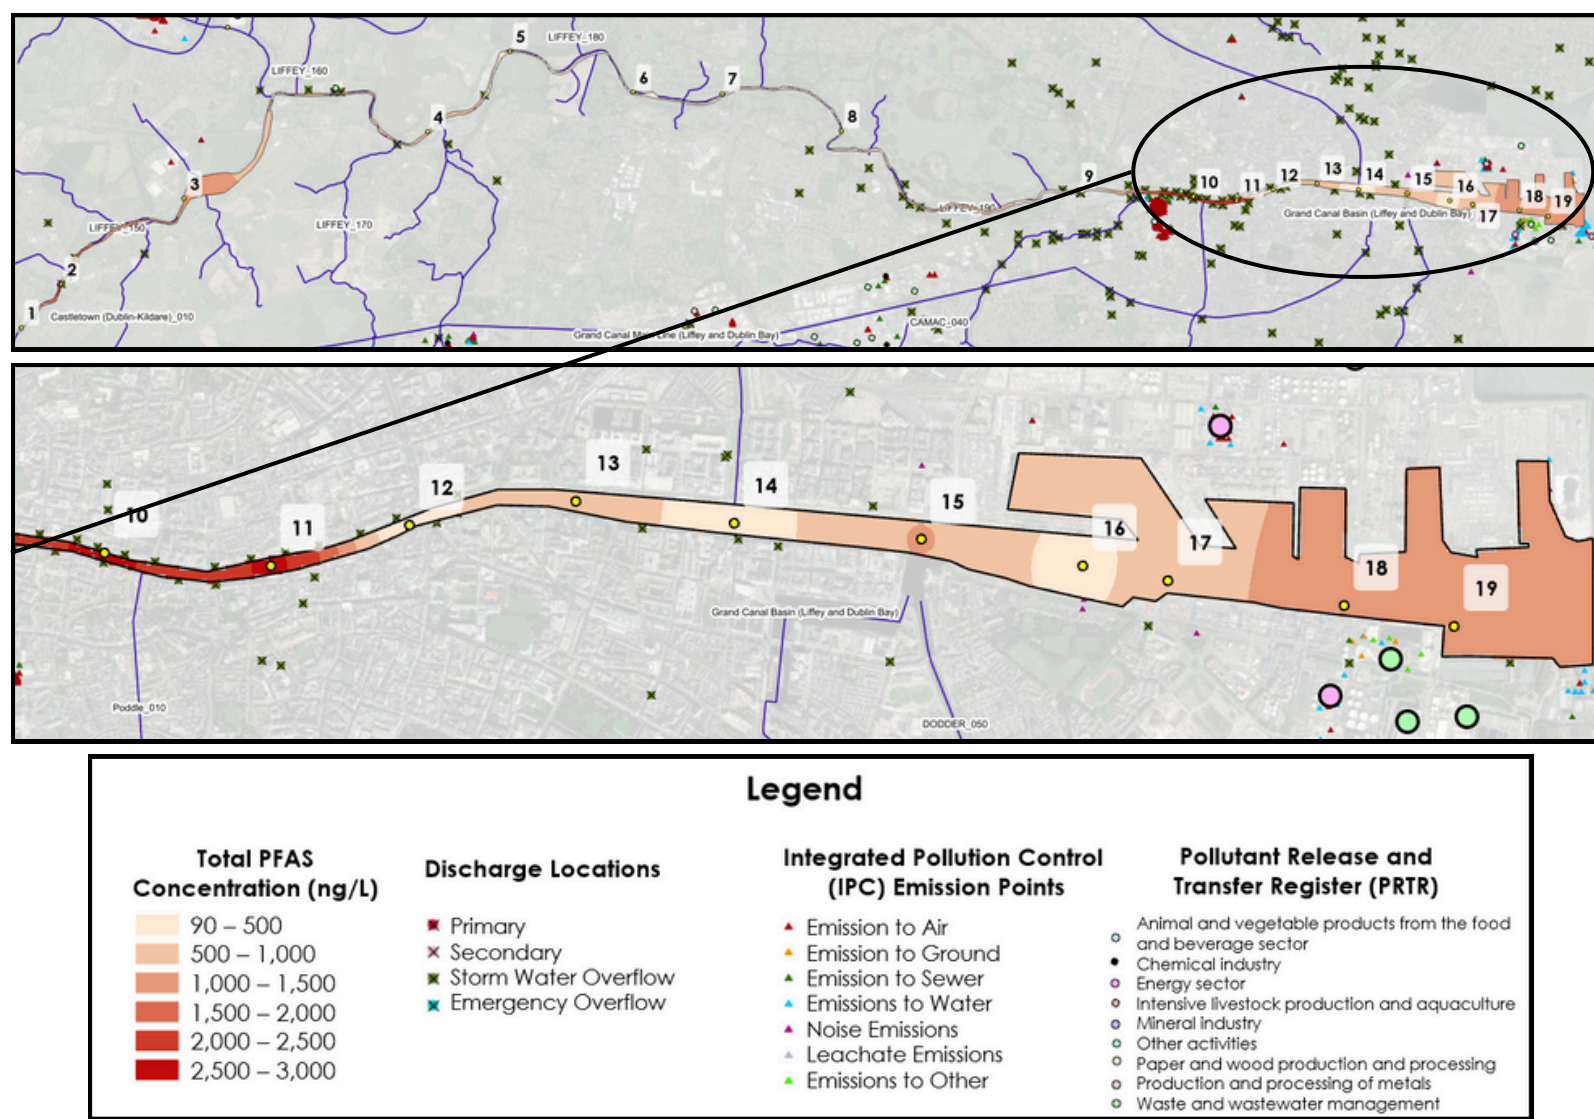 5
LIFFEY_180
LIFFEY_160
6
7
4
8
3
9
10
11
12
13
14
15
16
17
18
19
LIFFEY_190
LIFFEY_150
LIFFEY_170
Grand Canal Basin (Liffey and Dublin Bay)
2
1
Castletown (Dublin-Kildare)_010
Grand Canal Main Line (Liffey and Dublin Bay)
CAMAC_040
10
11
12
13
14
15
16
17
18
19
Grand Canal Basin (Liffey and Dublin Bay)
Poddle_010
DODDER_050
Legend
Total PFAS
Concentration (ng/L)
90 – 500
500 – 1,000
1,000 – 1,500
1,500 – 2,000
2,000 – 2,500
2,500 – 3,000
Discharge Locations
Primary
Secondary
Storm Water Overflow
Emergency Overflow
Integrated Pollution Control
(IPC) Emission Points
Emission to Air
Emission to Ground
Emission to Sewer
Emissions to Water
Noise Emissions
Leachate Emissions
Emissions to Other
Pollutant Release and
Transfer Register (PRTR)
Animal and vegetable products from the food
and beverage sector
Chemical industry
Energy sector
Intensive livestock production and aquaculture
Mineral industry
Other activities
Paper and wood production and processing
Production and processing of metals
Waste and wastewater management